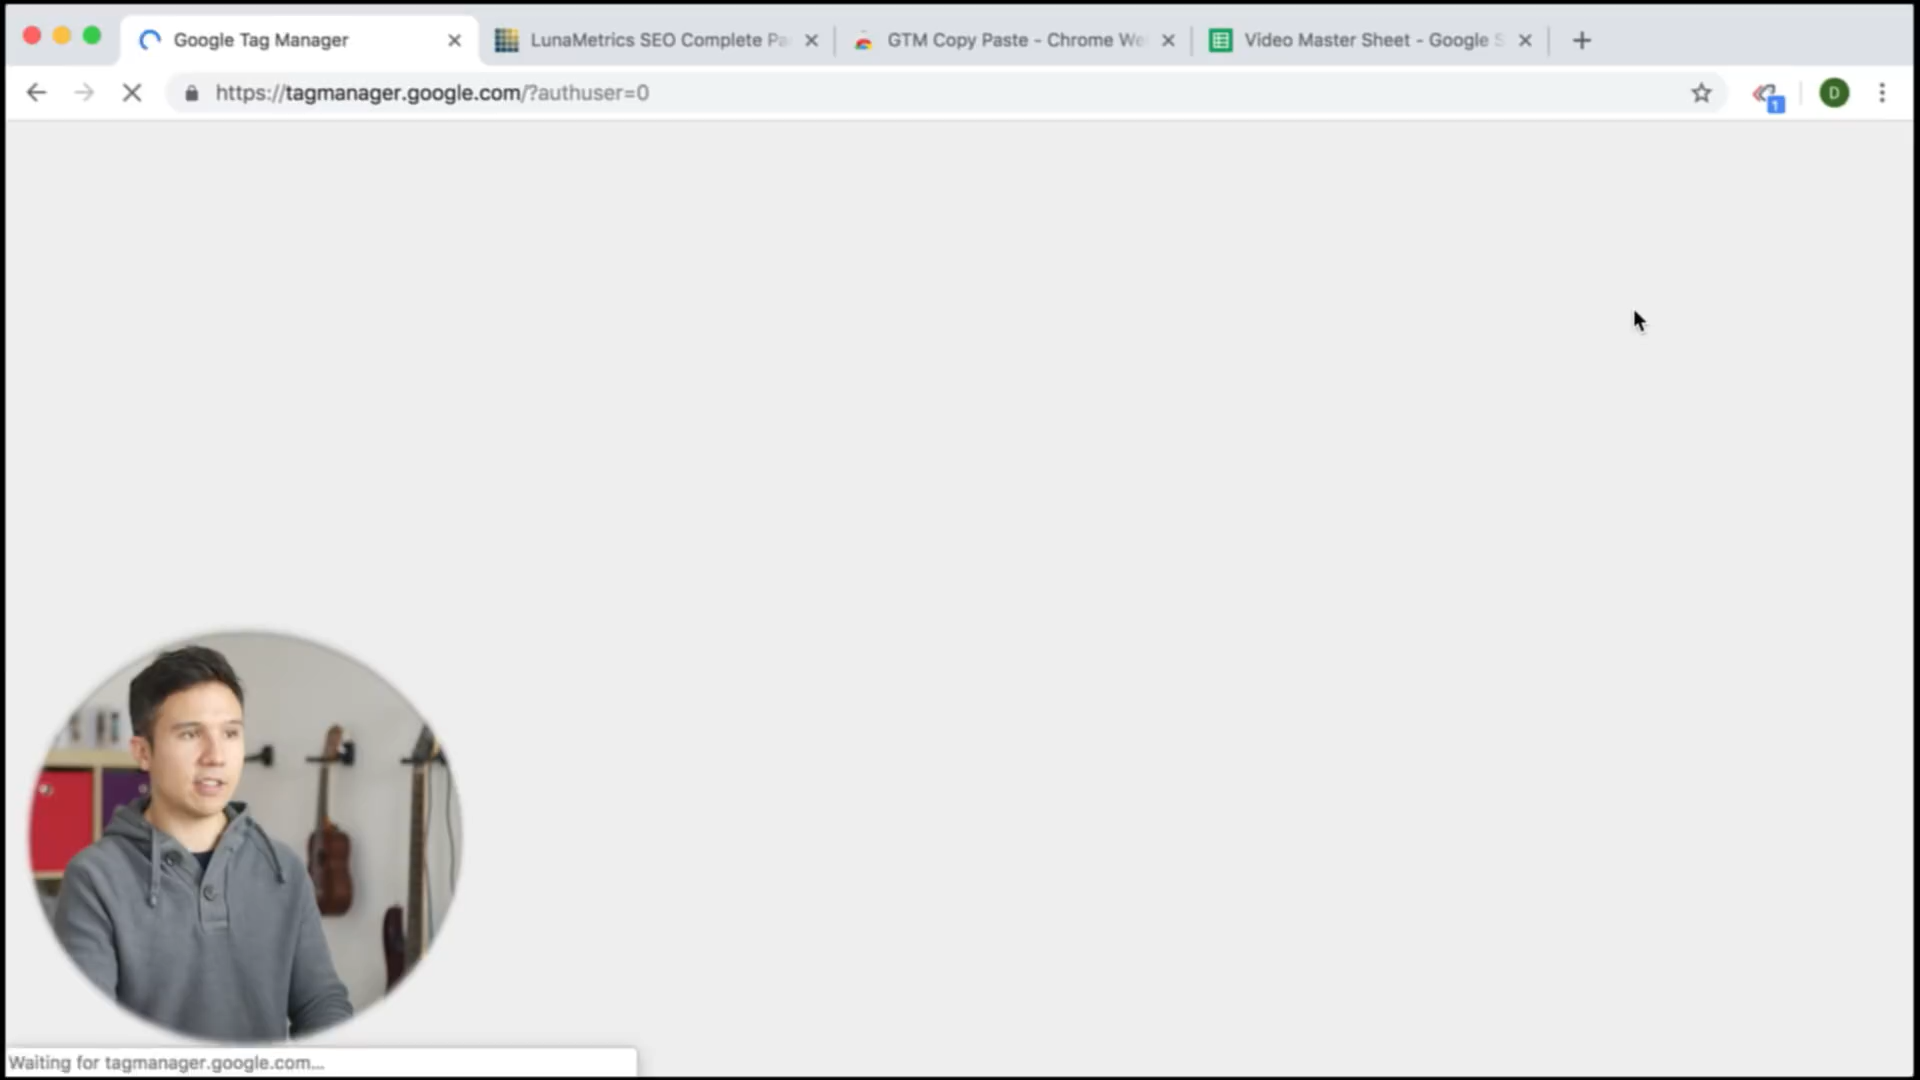 Google Tag Manager
LunaMetrics SEO Complete Pa
GTM Copy Paste - Chrome We
Video Master Sheet - Google S
https://tagmanager.google.com/?authuser=0
1
D
Waiting for tagmanager.google.com...